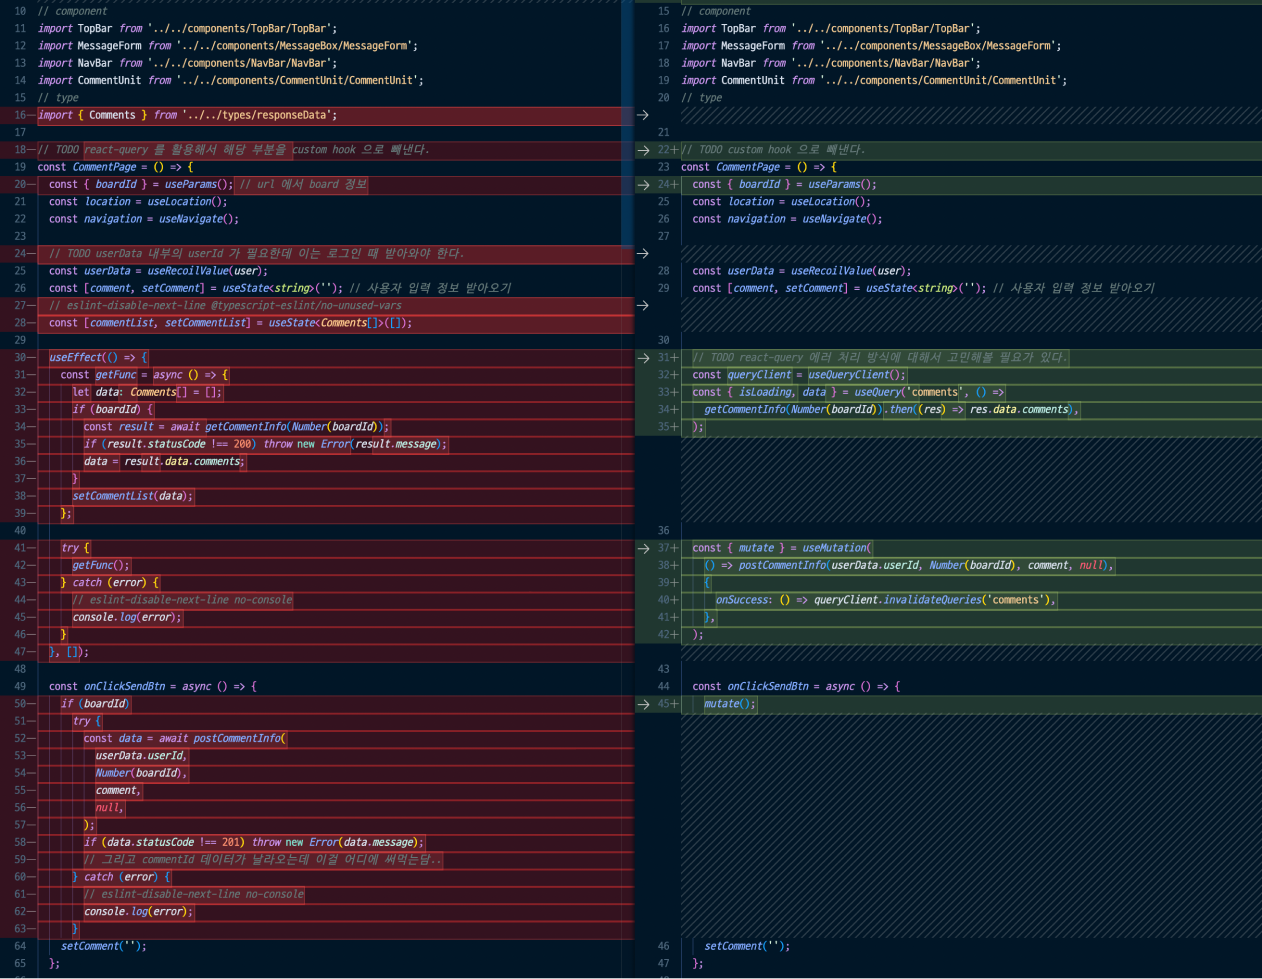 10 // component
11 import TopBar from '../../components/TopBar/TopBar';
12 import MessageForm from '../../components/MessageBox/MessageForm';
13 import NavBar from '../../components/NavBar/NavBar';
14 import CommentUnit from '../../components/CommentUnit/CommentUnit';
15 // type
16— import { Comments } from '../../types/responseData';
17
18— // TODO react-query 를 활용해서 해당 부분을 custom hook 으로 빼낸다.
19 const CommentPage = () => {
20— const { boardId } = useParams(); // url 에서 board 정보
21 const location = useLocation();
22 const navigation = useNavigate();
23
24— // TODO userData 내부의 userId 가 필요한데 이는 로그인 때 받아와야 한다.
25 const userData = useRecoilValue(user);
26 const [comment, setComment] = useState<string>(''); // 사용자 입력 정보 받아오기
27— // eslint-disable-next-line @typescript-eslint/no-unused-vars
28— const [commentList, setCommentList] = useState<Comments[]>([]);
29
30— useEffect(() => {
31— const getFunc = async () => {
32— let data: Comments[] = [];
33— if (boardId) {
34— const result = await getCommentInfo(Number(boardId));
35— if (result.statusCode !== 200) throw new Error(result.message);
36— data = result.data.comments;
37— }
38— setCommentList(data);
39— };
40
41— try {
42— getFunc();
43— } catch (error) {
44— // eslint-disable-next-line no-console
45— console.log(error);
46— }
47— }, []);
48
49 const onClickSendBtn = async () => {
50— if (boardId)
51— try {
52— const data = await postCommentInfo(
53— userData.userId,
54— Number(boardId),
55— comment,
56— null,
57— );
58— if (data.statusCode !== 201) throw new Error(data.message);
59— // 그리고 commentId 데이터가 날라오는데 이걸 어디에 써먹는담..
60— } catch (error) {
61— // eslint-disable-next-line no-console
62— console.log(error);
63— }
64 setComment('');
65 };
15 // component
16 import TopBar from '../../components/TopBar/TopBar';
17 import MessageForm from '../../components/MessageBox/MessageForm';
18 import NavBar from '../../components/NavBar/NavBar';
19 import CommentUnit from '../../components/CommentUnit/CommentUnit';
20 // type
21
22+ // TODO custom hook 으로 빼낸다.
23 const CommentPage = () => {
24+ const { boardId } = useParams();
25 const location = useLocation();
26 const navigation = useNavigate();
27
28 const userData = useRecoilValue(user);
29 const [comment, setComment] = useState<string>(''); // 사용자 입력 정보 받아오기
30
31+ // TODO react-query 에러 처리 방식에 대해서 고민해볼 필요가 있다.
32+ const queryClient = useQueryClient();
33+ const { isLoading, data } = useQuery('comments', () =>
34+ getCommentInfo(Number(boardId)).then((res) => res.data.comments),
35+ );
36
37+ const { mutate } = useMutation(
38+ () => postCommentInfo(userData.userId, Number(boardId), comment, null),
39+ {
40+ onSuccess: () => queryClient.invalidateQueries('comments'),
41+ },
42+ );
43
44 const onClickSendBtn = async () => {
45+ mutate();
46 setComment('');
47 };